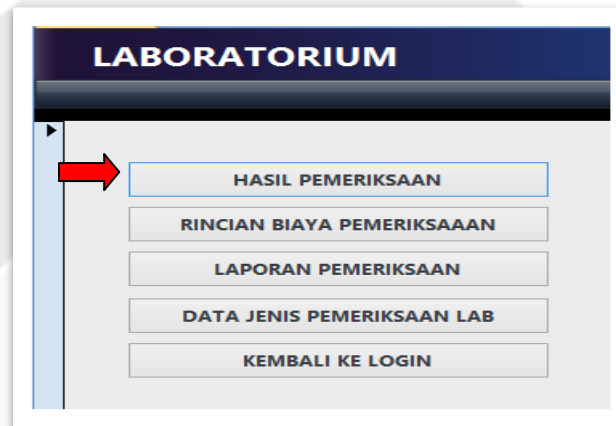 LABORATORIUM
HASIL PEMERIKSAAN
RINCIAN BIAYA PEMERIKSAAAN
LAPORAN PEMERIKSAAN
DATA JENIS PEMERIKSAAN LAB
KEMBALI KE LOGIN